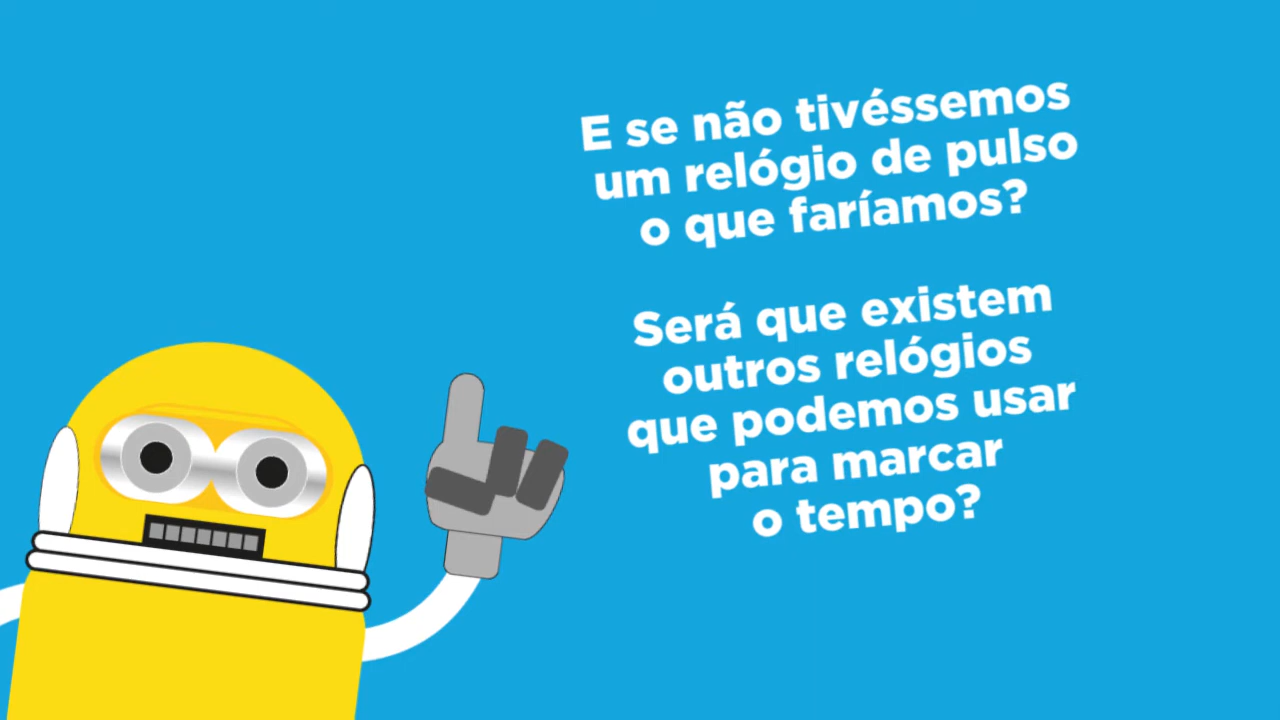 E se não tivéssemos
um relógio de pulso
o que faríamos?
Será que existem
outros relógios
que podemos usar
para marcar
o tempo?